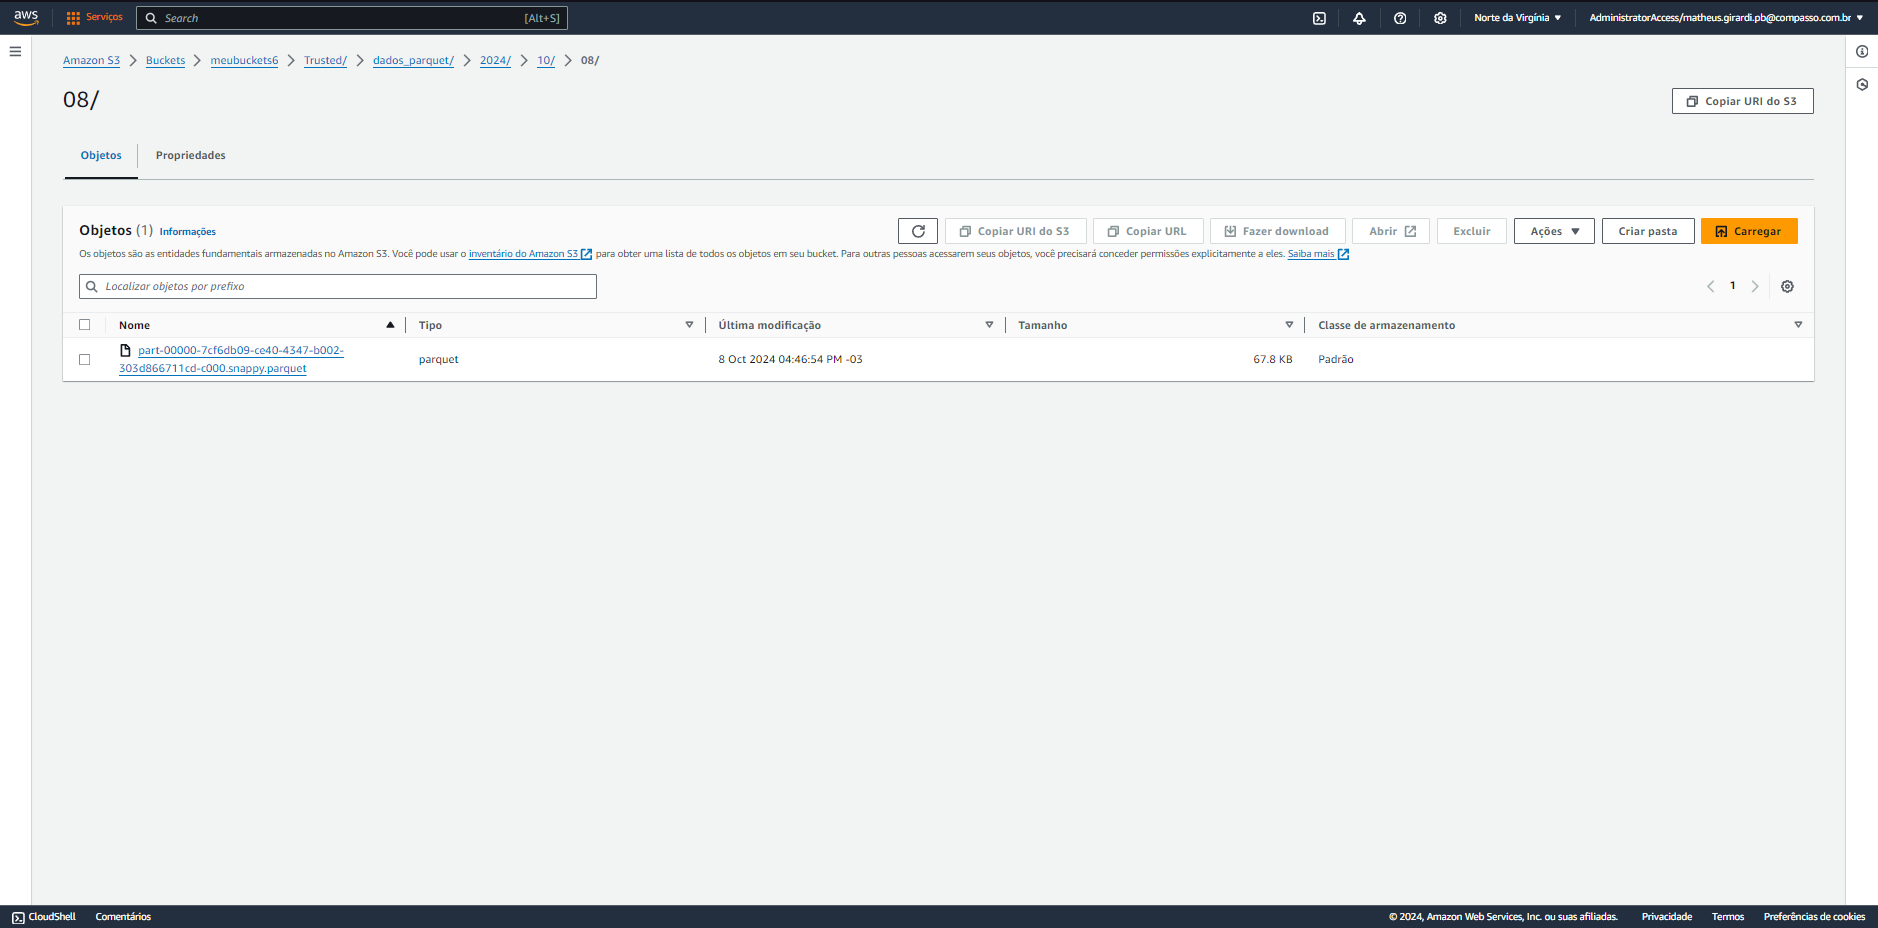 aws Serviços Search [Alt+S] Norte da Virgínia AdministratorAccess/matheus.girardi.pb@compasso.com.br
Amazon S3 Buckets meubuckets6 Trusted/ dados_parquet/ 2024/ 10/ 08/
08/
Copiar URI do S3
Objetos Propriedades
Objetos (1) Informações Copiar URI do S3 Copiar URL Fazer download Abrir Excluir Ações Criar pasta Carregar
Os objetos são as entidades fundamentais armazenadas no Amazon S3. Você pode usar o inventário do Amazon S3 para obter uma lista de todos os objetos em seu bucket. Para outras pessoas acessarem seus objetos, você precisará conceder permissões explicitamente a eles. Saiba mais
Localizar objetos por prefixo 1
Nome Tipo Última modificação Tamanho Classe de armazenamento
part-00000-7cf6db09-ce40-4347-b002-
303d866711cd-c000.snappy.parquet
parquet 8 Oct 2024 04:46:54 PM -03 67.8 KB Padrão
CloudShell Comentários © 2024, Amazon Web Services, Inc. ou suas afiliadas. Privacidade Termos Preferências de cookies